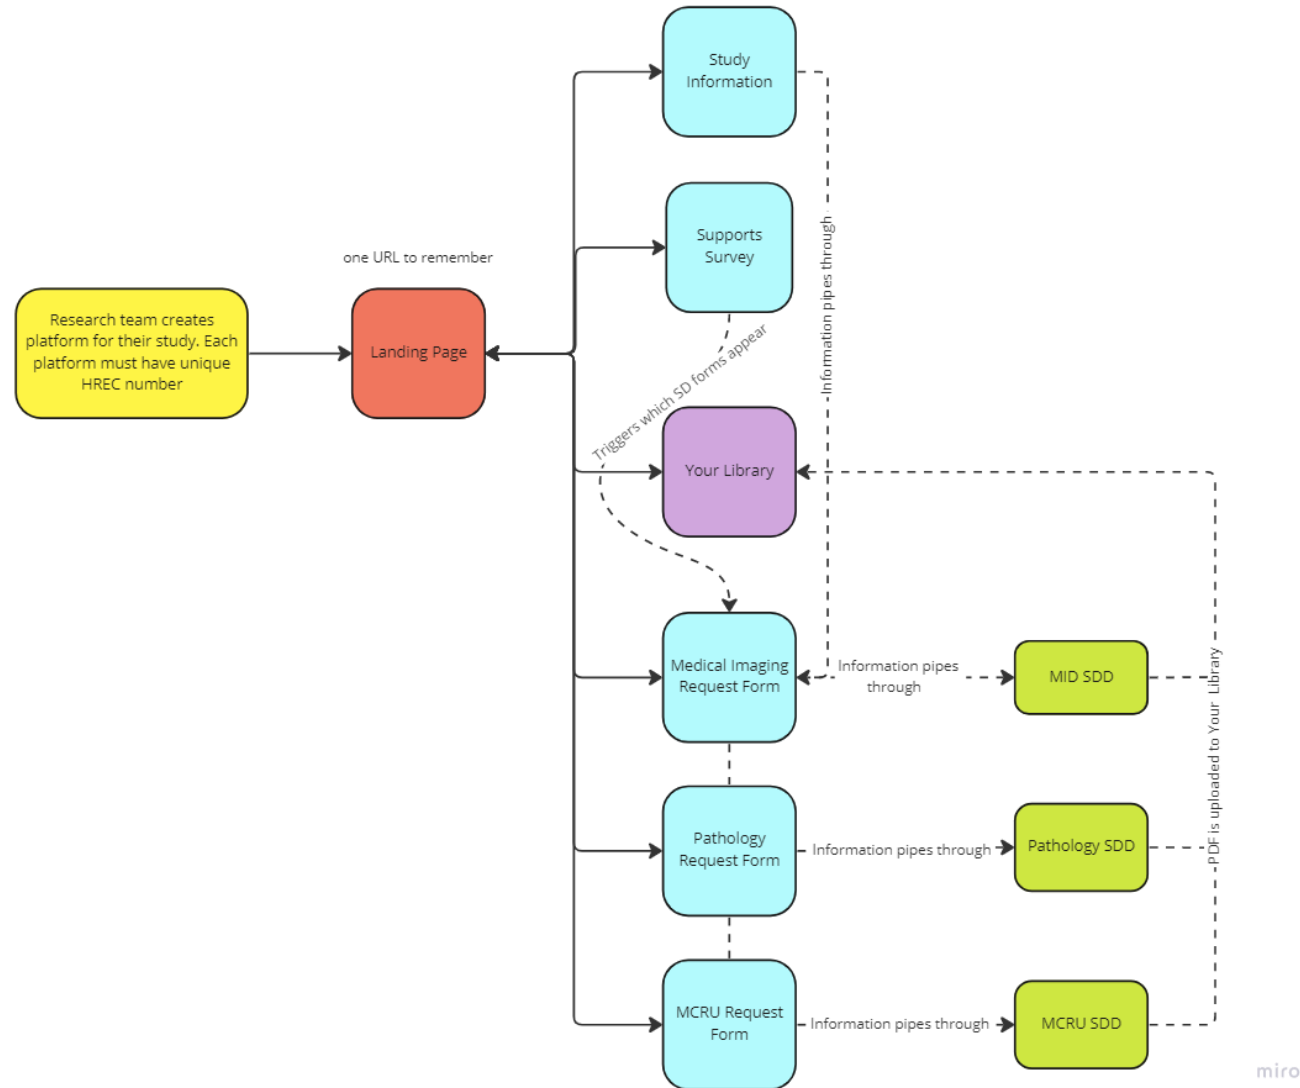 Study
Information
Supports
Survey
one URL to remember
Research team creates
platform for their study. Each
platform must have unique
HREC number
Landing Page
Information pipes through
Triggers which SD forms appear
Your Library
Medical Imaging
Request Form
Information pipes
through
MID SDD
PDF is uploaded to Your Library
Pathology
Request Form
Information pipes through
Pathology SDD
MCRU Request
Form
Information pipes through
MCRU SDD
miro